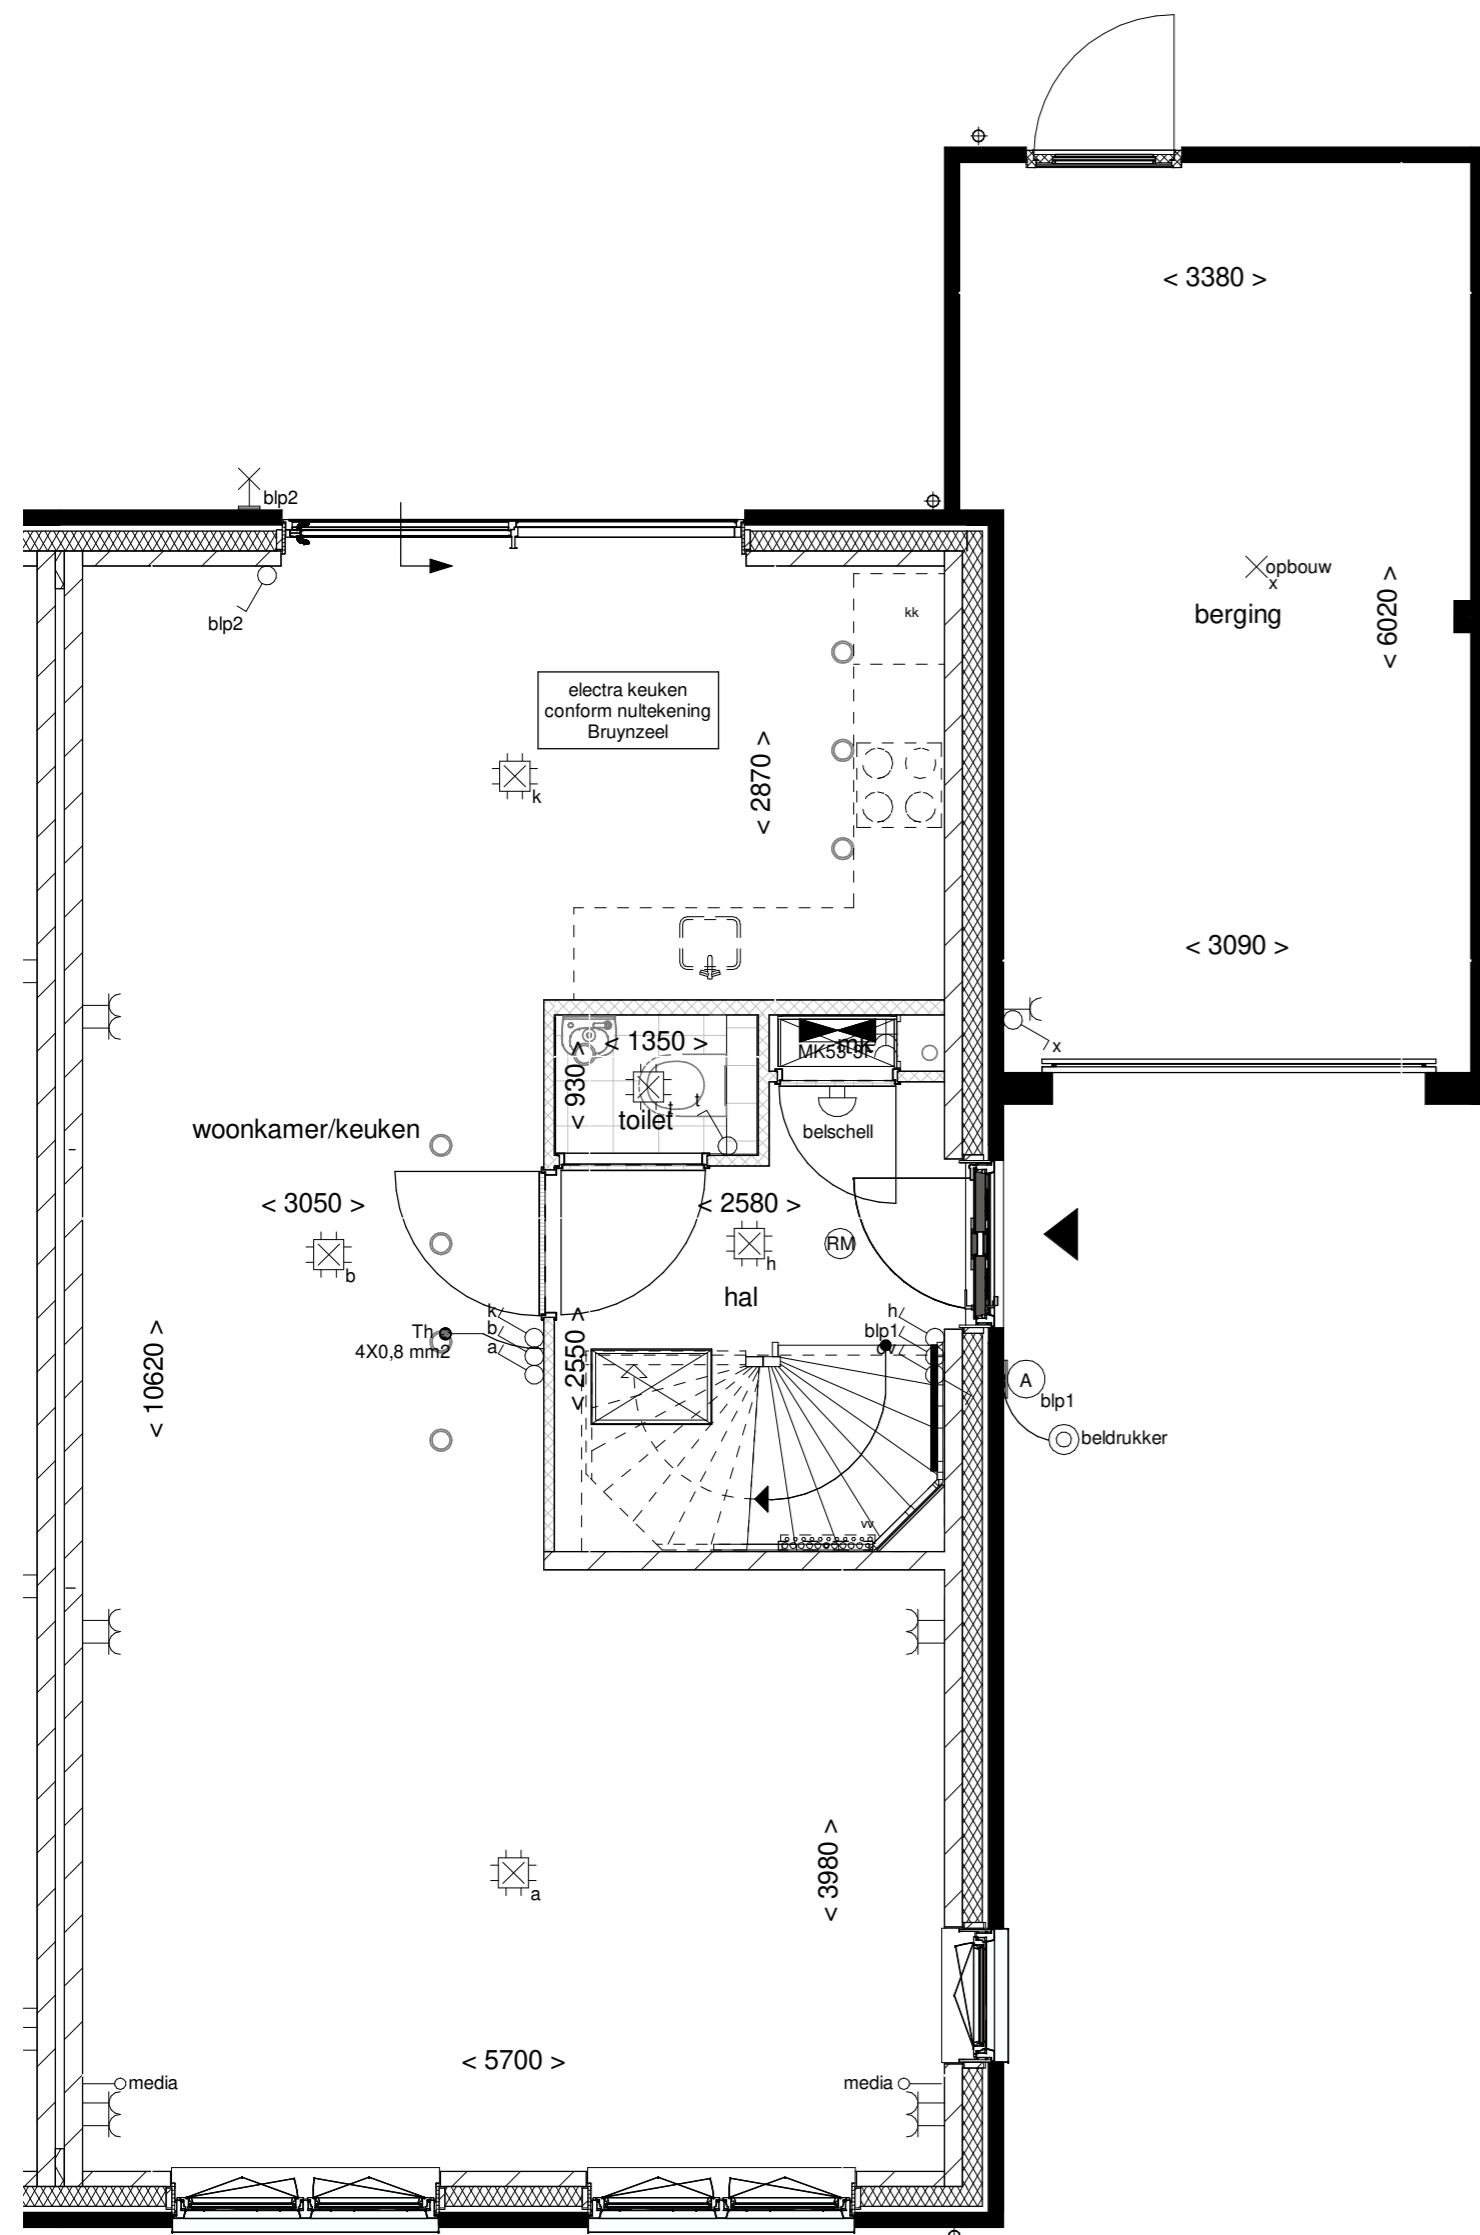 < 3380 >
blp2
blp2
opbouw
x
berging
< 6020 >
kk
electra keuken
conform nultekening
Bruynzeel
k
< 2870 >
< 3090 >
x
< 1350 >
< 930 >
mk
t
t
toilet
belschell
woonkamer/keuken
< 3050 >
b
< 2580 >
h
RM
hal
k
b
a
Th
4X0,8 mm2
h
blp1
< 2550 >
< 10620 >
A
blp1
beldrukker
vv
< 3980 >
a
< 5700 >
media
media